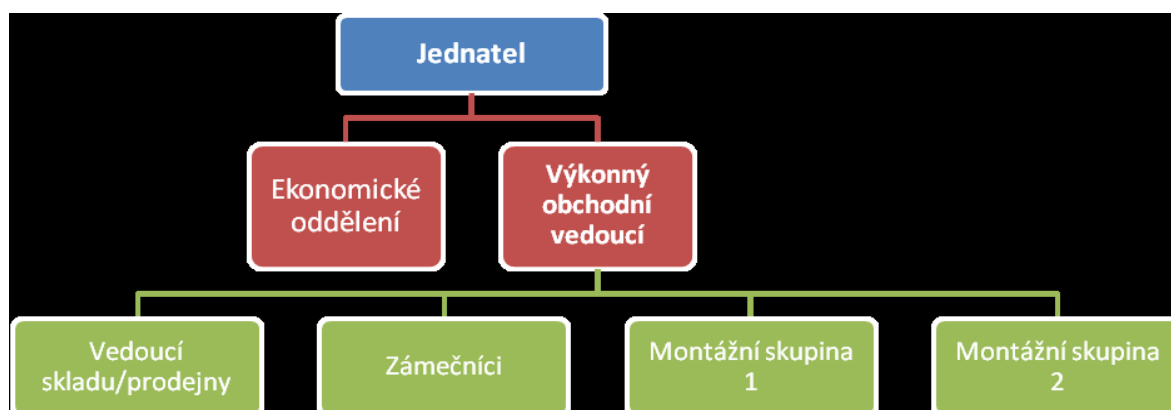 Jednatel
Ekonomické
oddělení
Výkonný
obchodní
vedoucí
Vedoucí
skladu/prodejny
Zámečníci
Montážní skupina
1
Montážní skupina
2